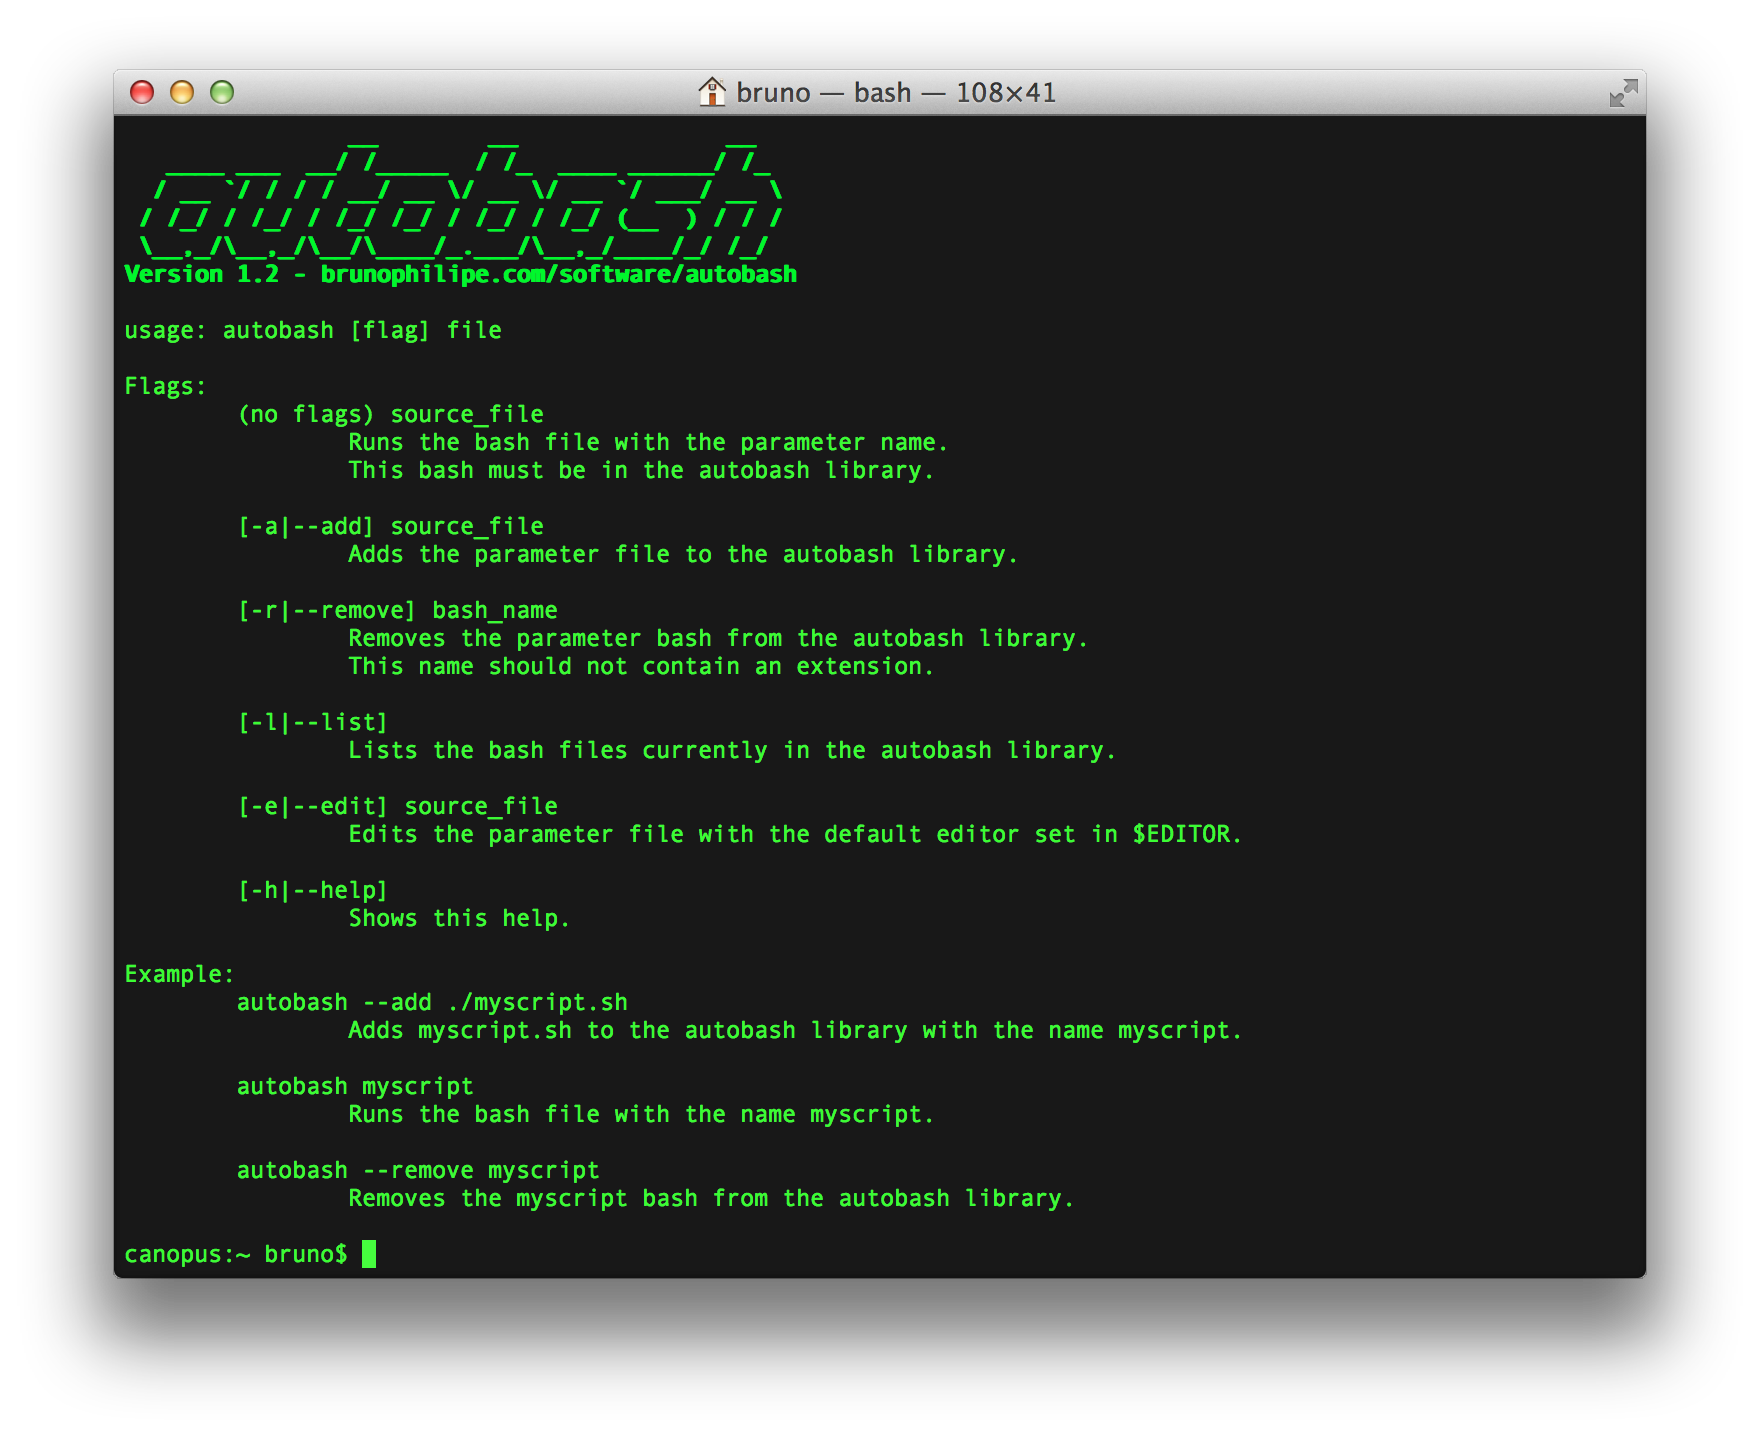 bruno — bash — 108×41
autobash
Version 1.2 - brunophilipe.com/software/autobash
usage: autobash [flag] file
Flags:
(no flags) source_file
Runs the bash file with the parameter name.
This bash must be in the autobash library.
[-a|--add] source_file
Adds the parameter file to the autobash library.
[-r|--remove] bash_name
Removes the parameter bash from the autobash library.
This name should not contain an extension.
[-l|--list]
Lists the bash files currently in the autobash library.
[-e|--edit] source_file
Edits the parameter file with the default editor set in $EDITOR.
[-h|--help]
Shows this help.
Example:
autobash --add ./myscript.sh
Adds myscript.sh to the autobash library with the name myscript.
autobash myscript
Runs the bash file with the name myscript.
autobash --remove myscript
Removes the myscript bash from the autobash library.
canopus:~ bruno$